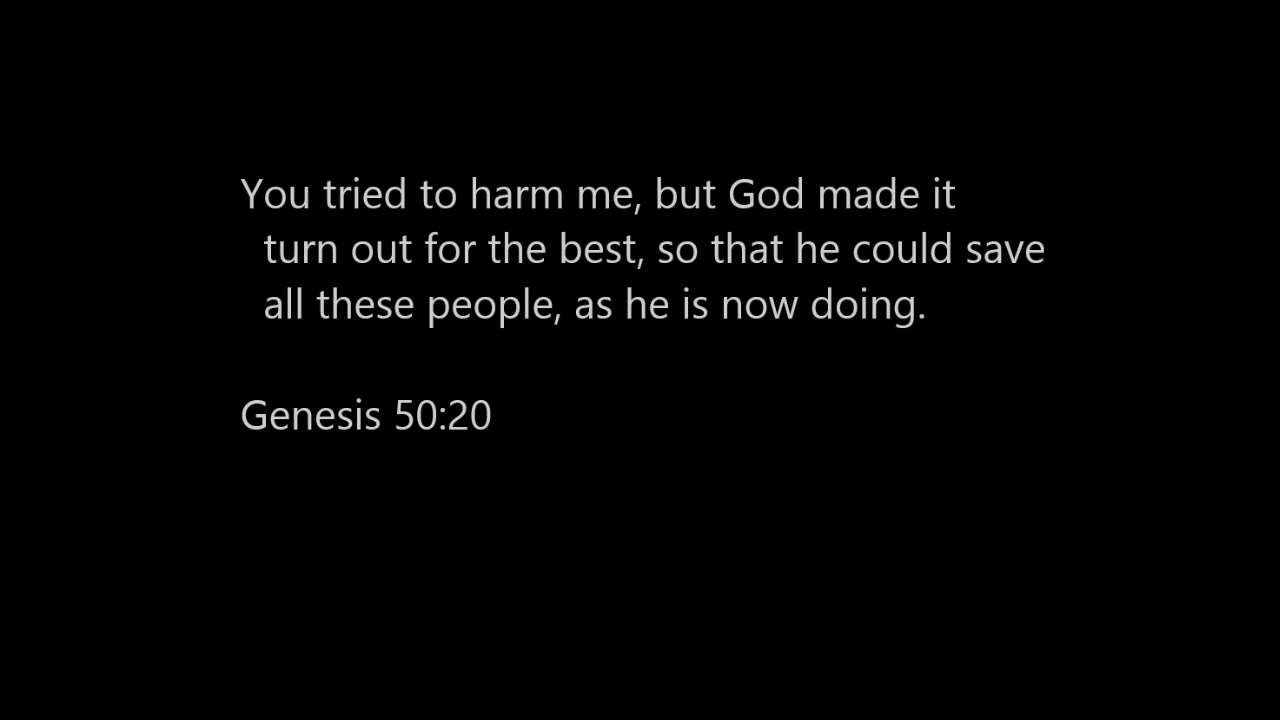 You tried to harm me, but God made it
turn out for the best, so that he could save
all these people, as he is now doing.
Genesis 50:20